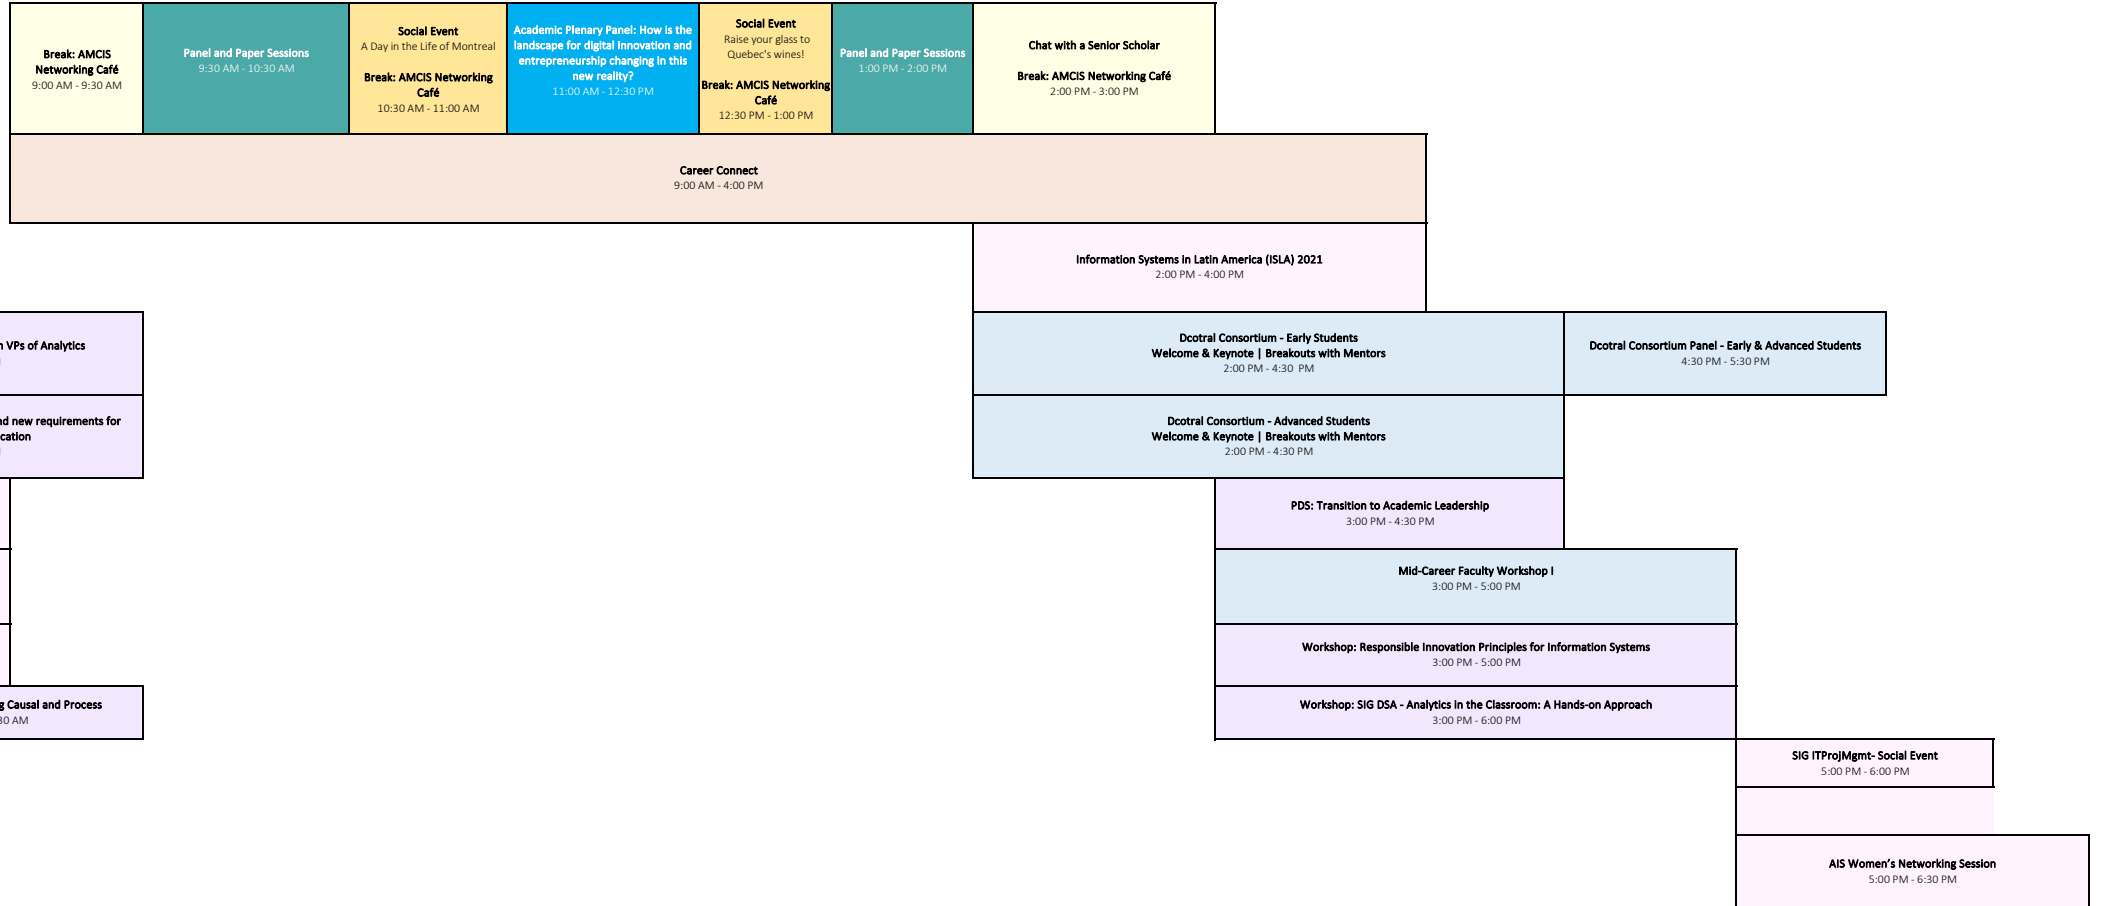 Break: AMCIS
Networking Café
9:00 AM - 9:30 AM
Panel and Paper Sessions
9:30 AM - 10:30 AM
Social Event
A Day in the Life of Montreal
Break: AMCIS Networking
Café
10:30 AM - 11:00 AM
Academic Plenary Panel: How is the
landscape for digital innovation and
entrepreneurship changing in this
new reality?
11:00 AM - 12:30 PM
Social Event
Raise your glass to
Quebec's wines!
Break: AMCIS Networking
Café
12:30 PM - 1:00 PM
Panel and Paper Sessions
1:00 PM - 2:00 PM
Chat with a Senior Scholar
Break: AMCIS Networking Café
2:00 PM - 3:00 PM
Career Connect
9:00 AM - 4:00 PM
Information Systems in Latin America (ISLA) 2021
2:00 PM - 4:00 PM
VPs of Analytics
Dcotral Consortium - Early Students
Welcome & Keynote | Breakouts with Mentors
2:00 PM - 4:30 PM
Dcotral Consortium Panel - Early & Advanced Students
4:30 PM - 5:30 PM
new requirements for
cation
Dcotral Consortium - Advanced Students
Welcome & Keynote | Breakouts with Mentors
2:00 PM - 4:30 PM
PDS: Transition to Academic Leadership
3:00 PM - 4:30 PM
Mid-Career Faculty Workshop I
3:00 PM - 5:00 PM
Workshop: Responsible Innovation Principles for Information Systems
3:00 PM - 5:00 PM
g Causal and Process
30 AM
Workshop: SIG DSA - Analytics in the Classroom: A Hands-on Approach
3:00 PM - 6:00 PM
SIG ITProjMgmt- Social Event
5:00 PM - 6:00 PM
AIS Women's Networking Session
5:00 PM - 6:30 PM